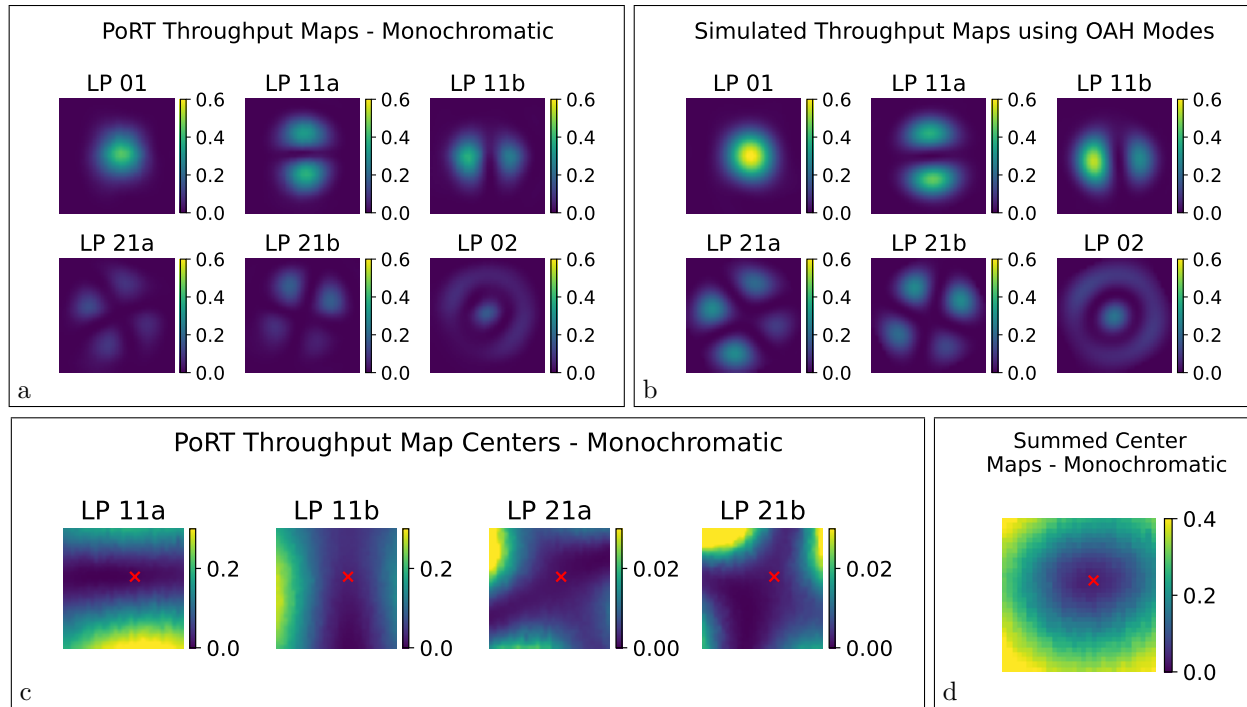 PoRT Throughput Maps - Monochromatic
LP 01
LP 11a
LP 11b
0.6
0.4
0.2
0.0
0.6
0.4
0.2
0.0
0.6
0.4
0.2
0.0
LP 21a
LP 21b
LP 02
0.6
0.4
0.2
0.0
0.6
0.4
0.2
0.0
0.6
0.4
0.2
0.0
a
Simulated Throughput Maps using OAH Modes
LP 01
LP 11a
LP 11b
0.6
0.4
0.2
0.0
0.6
0.4
0.2
0.0
0.6
0.4
0.2
0.0
LP 21a
LP 21b
LP 02
0.6
0.4
0.2
0.0
0.6
0.4
0.2
0.0
0.6
0.4
0.2
0.0
b
PoRT Throughput Map Centers - Monochromatic
LP 11a
LP 11b
LP 21a
LP 21b
0.2
0.0
0.2
0.0
0.02
0.00
0.02
0.00
c
Summed Center
Maps - Monochromatic
0.4
0.2
0.0
d